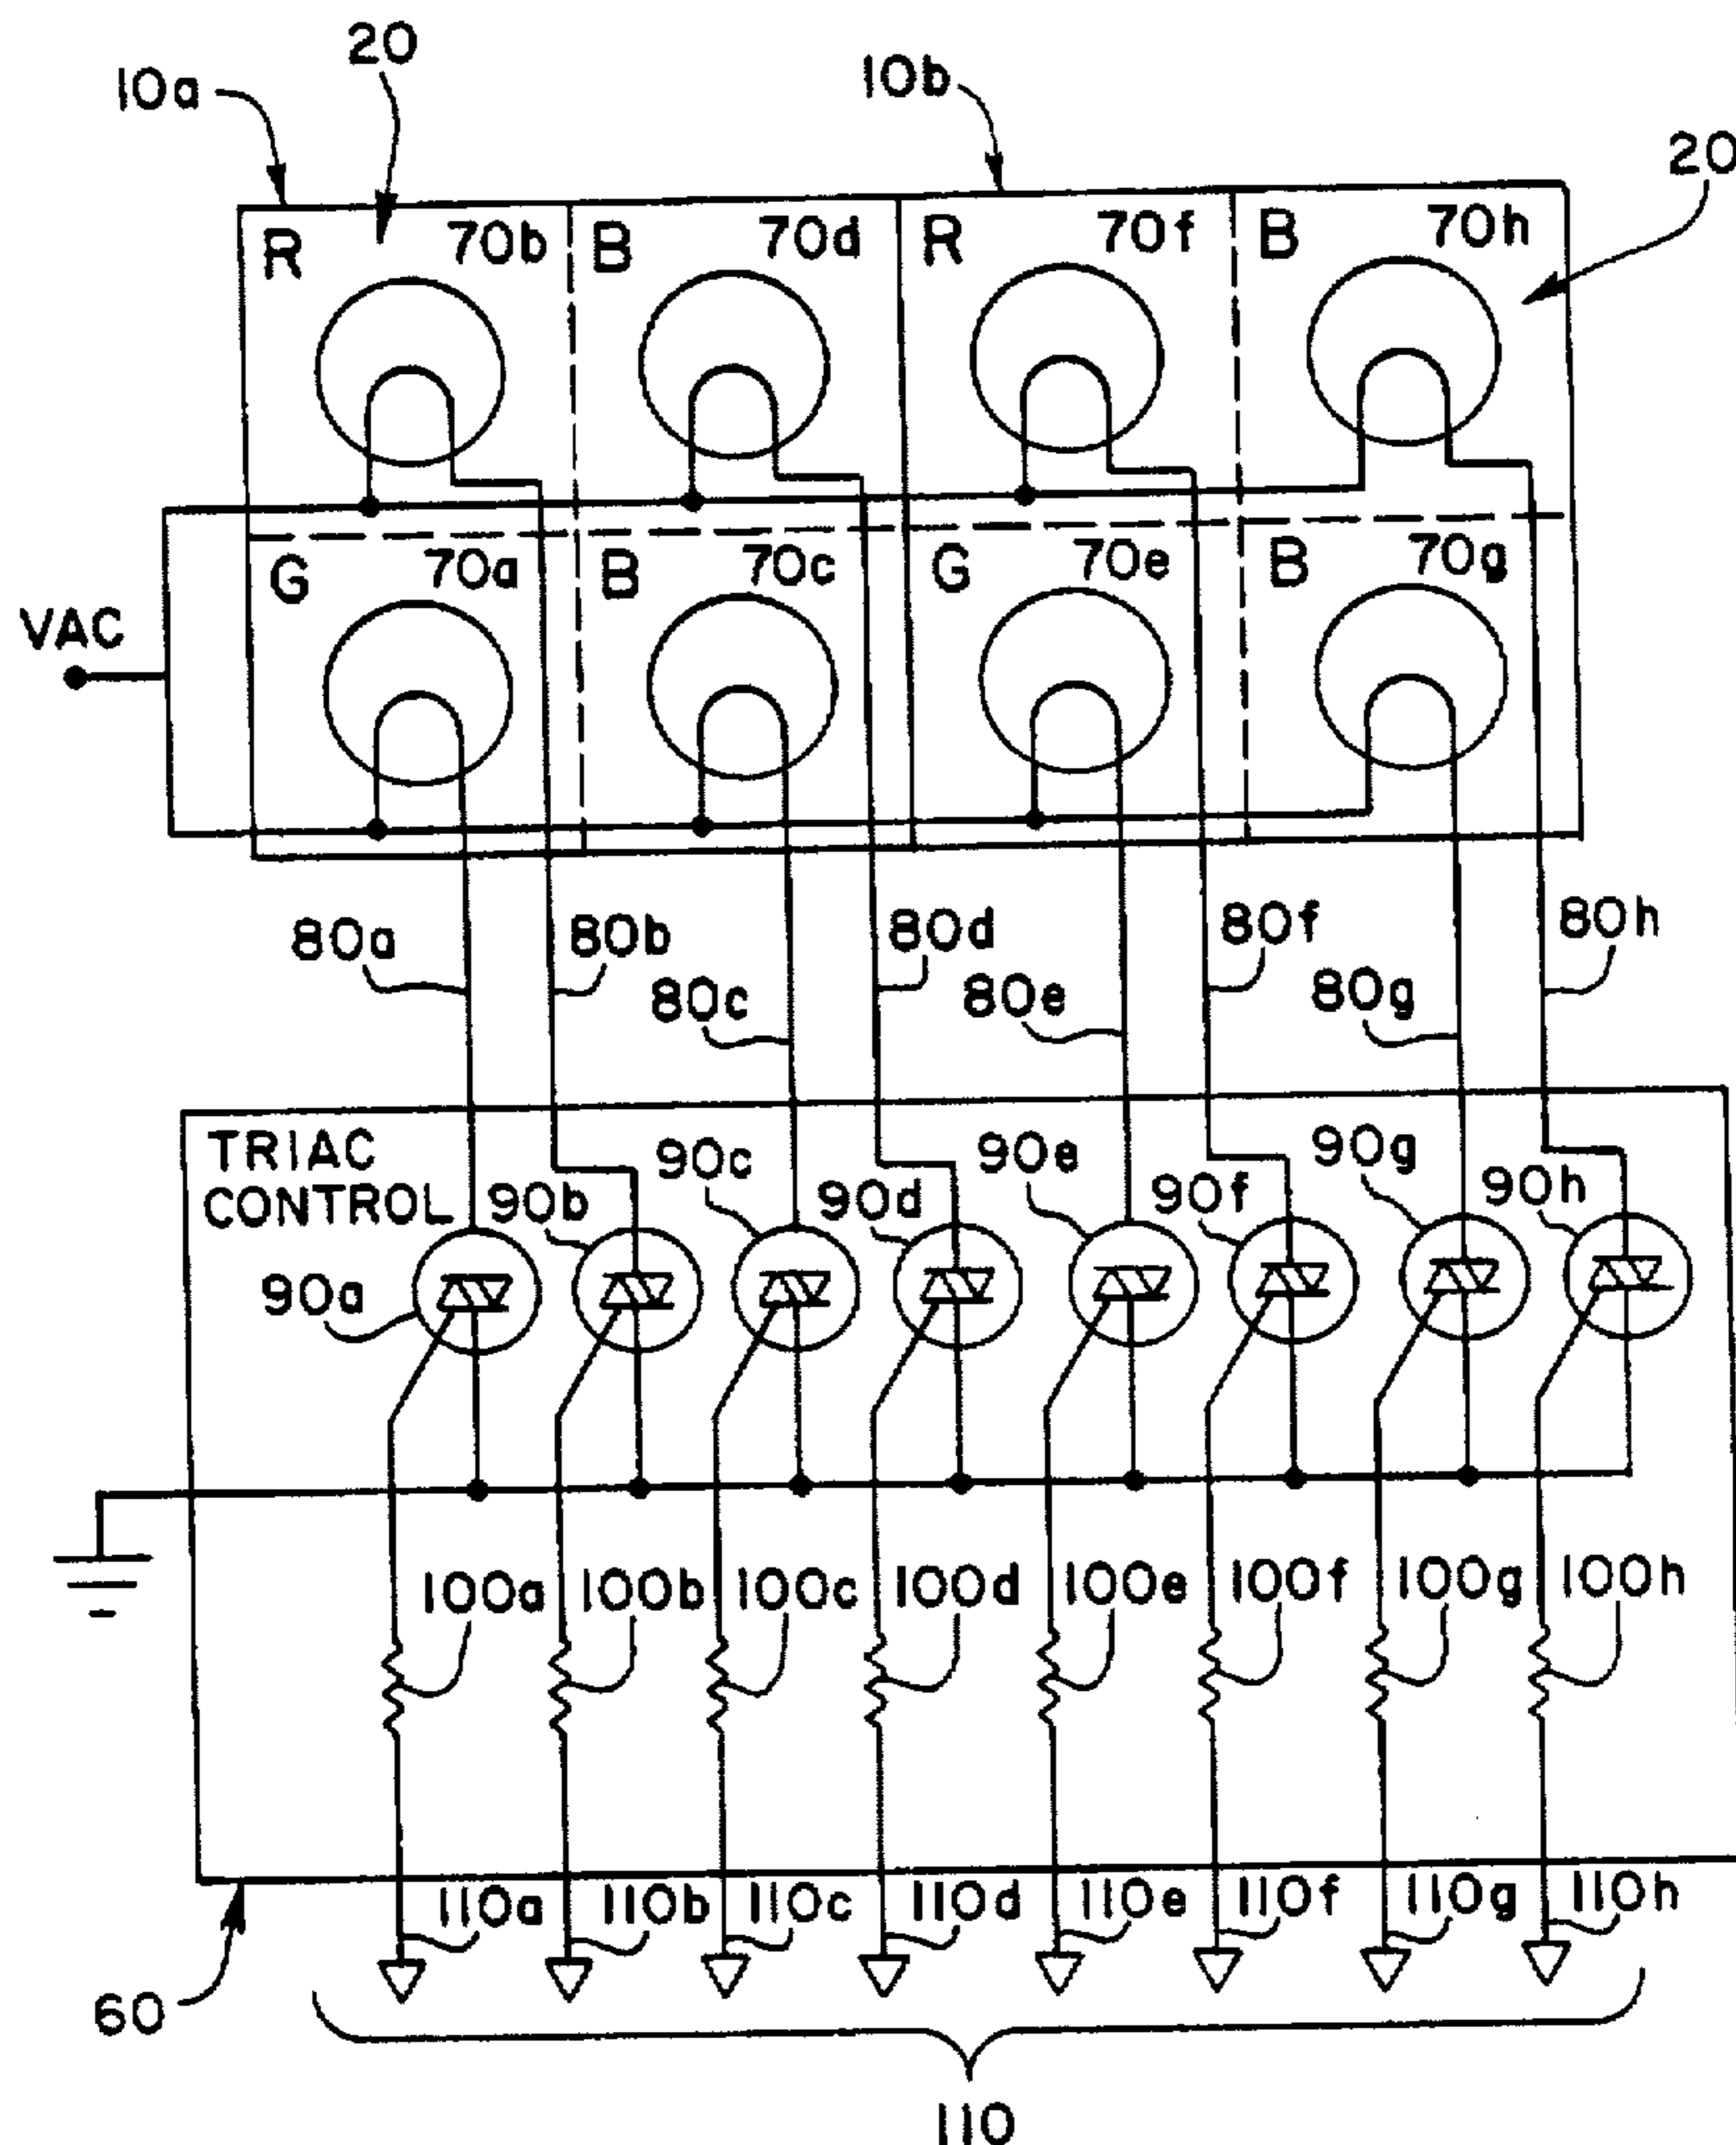 20
10a
10b
20
R 70b B 70d R 70f B 70h
G 70a B 70c G 70e B 70g
VAC
80a 80b 80d 80f 80h
80c 80e 80g
TRIAC
CONTROL
90c 90e 90g
90b 90d 90f 90h
90a
100a 100b 100c 100d 100e 100f 100g 100h
110a 110b 110c 110d 110e 110f 110g 110h
60
110